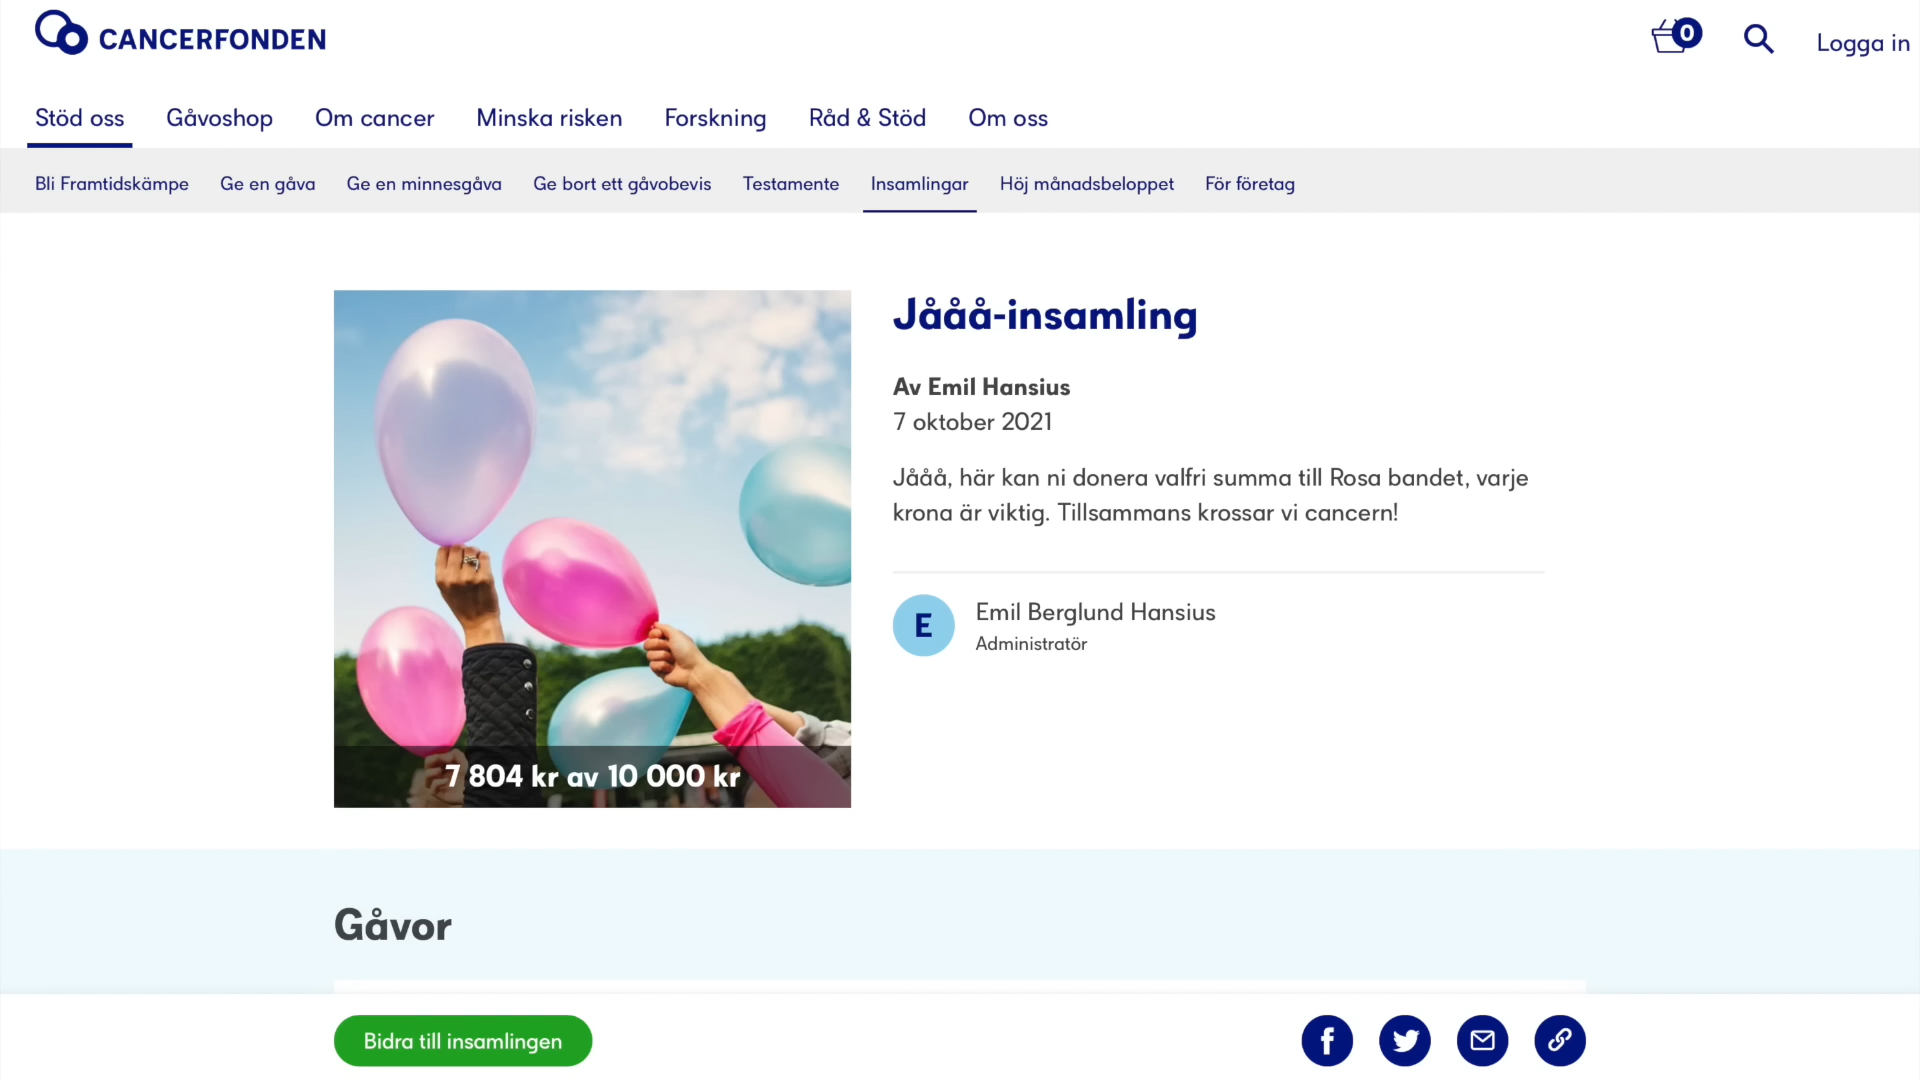 CANCERFONDEN
0
Logga in
Stöd oss Gåvoshop Om cancer Minska risken Forskning Råd & Stöd Om oss
Bli Framtidskämpe Ge en gåva Ge en minnesgåva Ge bort ett gåvobevis Testamente Insamlingar Höj månadsbeloppet För företag
Jååå-insamling
Av Emil Hansius
7 oktober 2021
Jååå, här kan ni donera valfri summa till Rosa bandet, varje
krona är viktig. Tillsammans krossar vi cancern!
E
Emil Berglund Hansius
Administratör
7 804 kr av 10 000 kr
Gåvor
Bidra till insamlingen